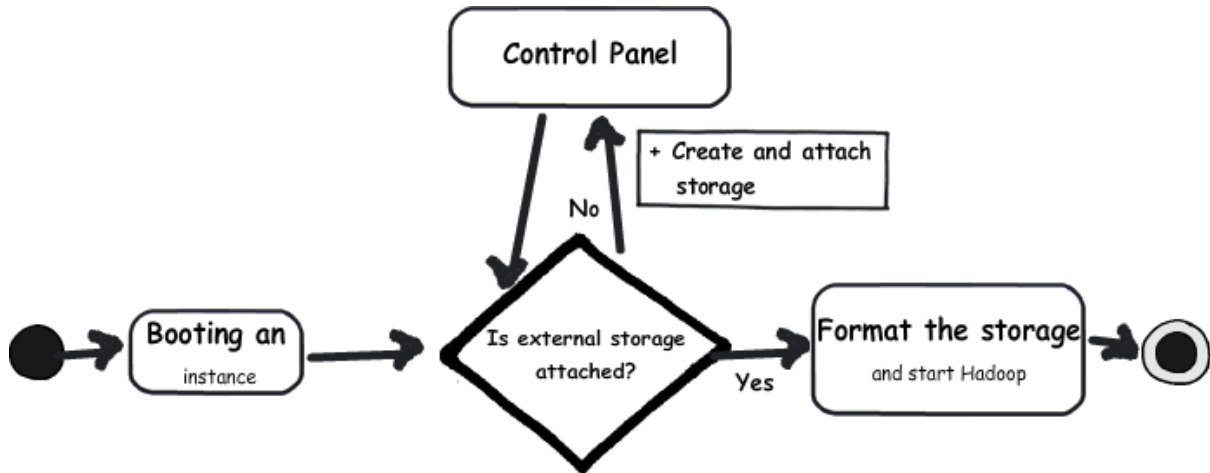 Control Panel
+ Create and attach
storage
No
Booting an
instance
Is external storage
attached?
Yes
Format the storage
and start Hadoop